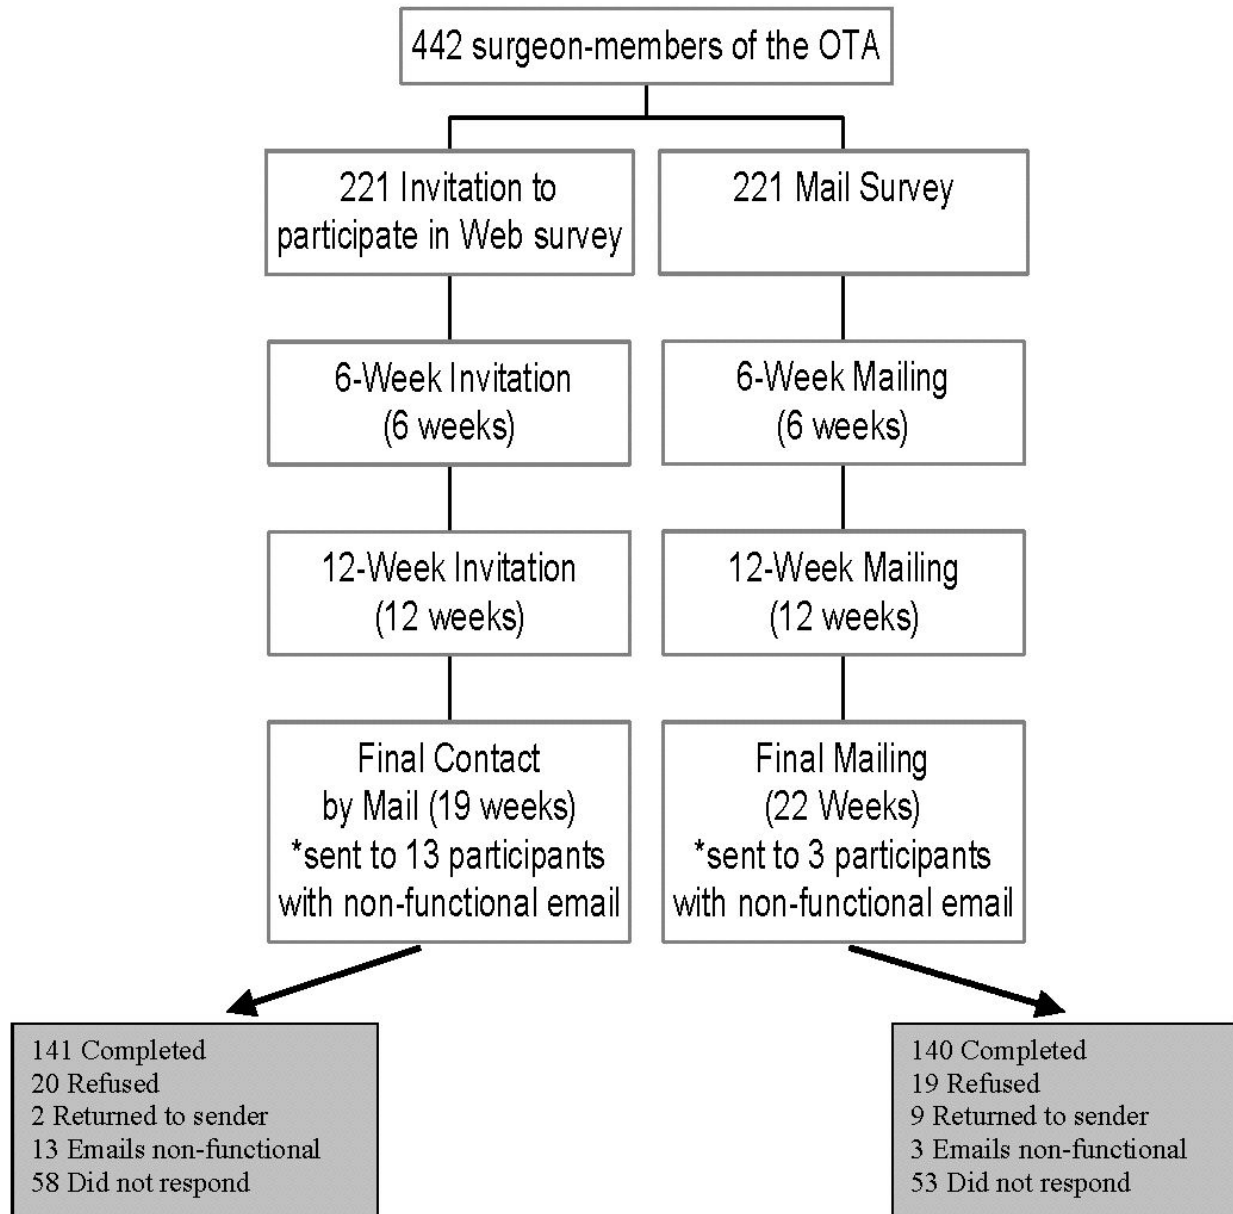 442 surgeon-members of the OTA
221 Invitation to
participate in Web survey
221 Mail Survey
6-Week Invitation
(6 weeks)
6-Week Mailing
(6 weeks)
12-Week Invitation
(12 weeks)
12-Week Mailing
(12 weeks)
Final Contact
by Mail (19 weeks)
*sent to 13 participants
with non-functional email
Final Mailing
(22 Weeks)
*sent to 3 participants
with non-functional email
141 Completed
20 Refused
2 Returned to sender
13 Emails non-functional
58 Did not respond
140 Completed
19 Refused
9 Returned to sender
3 Emails non-functional
53 Did not respond